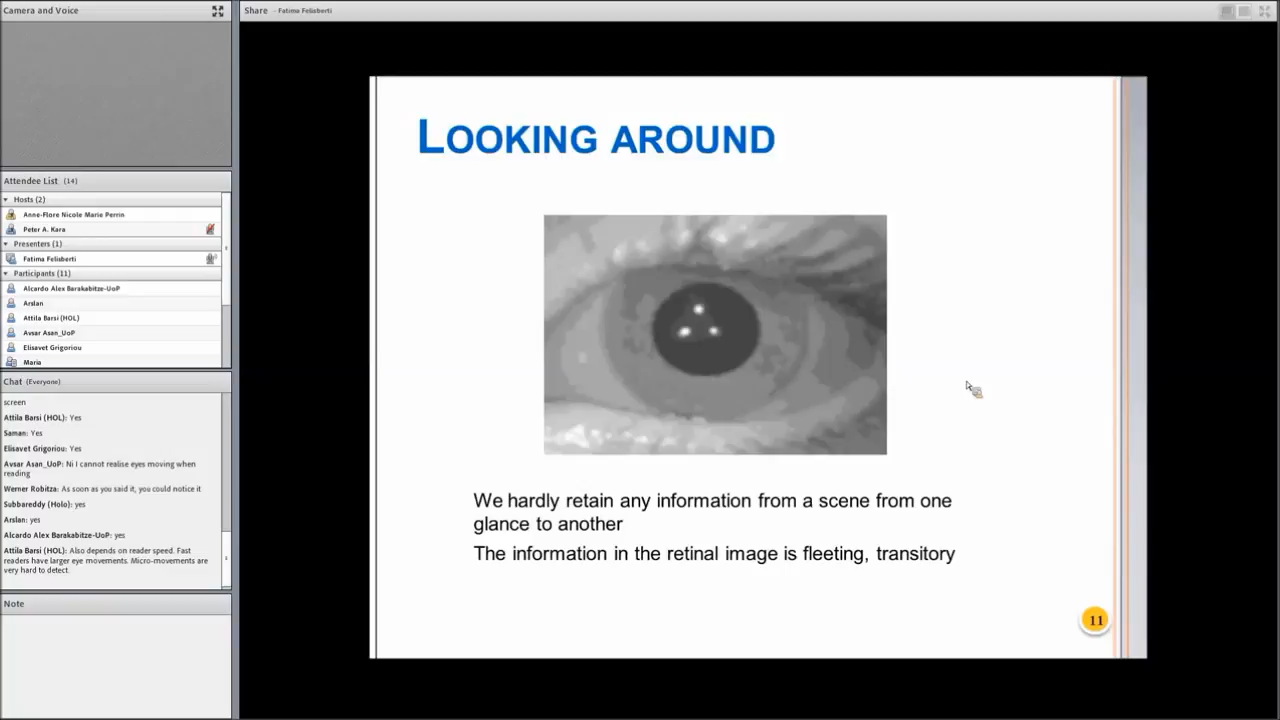 Camera and Voice
Share - Fatima Felisberti
Attendee List (14)
Hosts (2)
Anne-Flore Nicole Marie Perrin
Peter A. Kara
Presenters (1)
Fatima Felisberti
Participants (11)
Alcardo Alex Barakabitze-UoP
Arslan
Attila Barsi (HOL)
Avsar Asan_UoP
Elisavet Grigoriou
Maria
Chat (Everyone)
screen
Attila Barsi (HOL): Yes
Saman: Yes
Elisavet Grigoriou: Yes
Avsar Asan_UoP: Ni I cannot realise eyes moving when
reading
Werner Robitza: As soon as you said it, you could notice it
Subbareddy (Holo): yes
Arslan: yes
Alcardo Alex Barakabitze-UoP: yes
Attila Barsi (HOL): Also depends on reader speed. Fast
readers have larger eye movements. Micro-movements are
very hard to detect.
Note
LOOKING AROUND
We hardly retain any information from a scene from one
glance to another
The information in the retinal image is fleeting, transitory
11